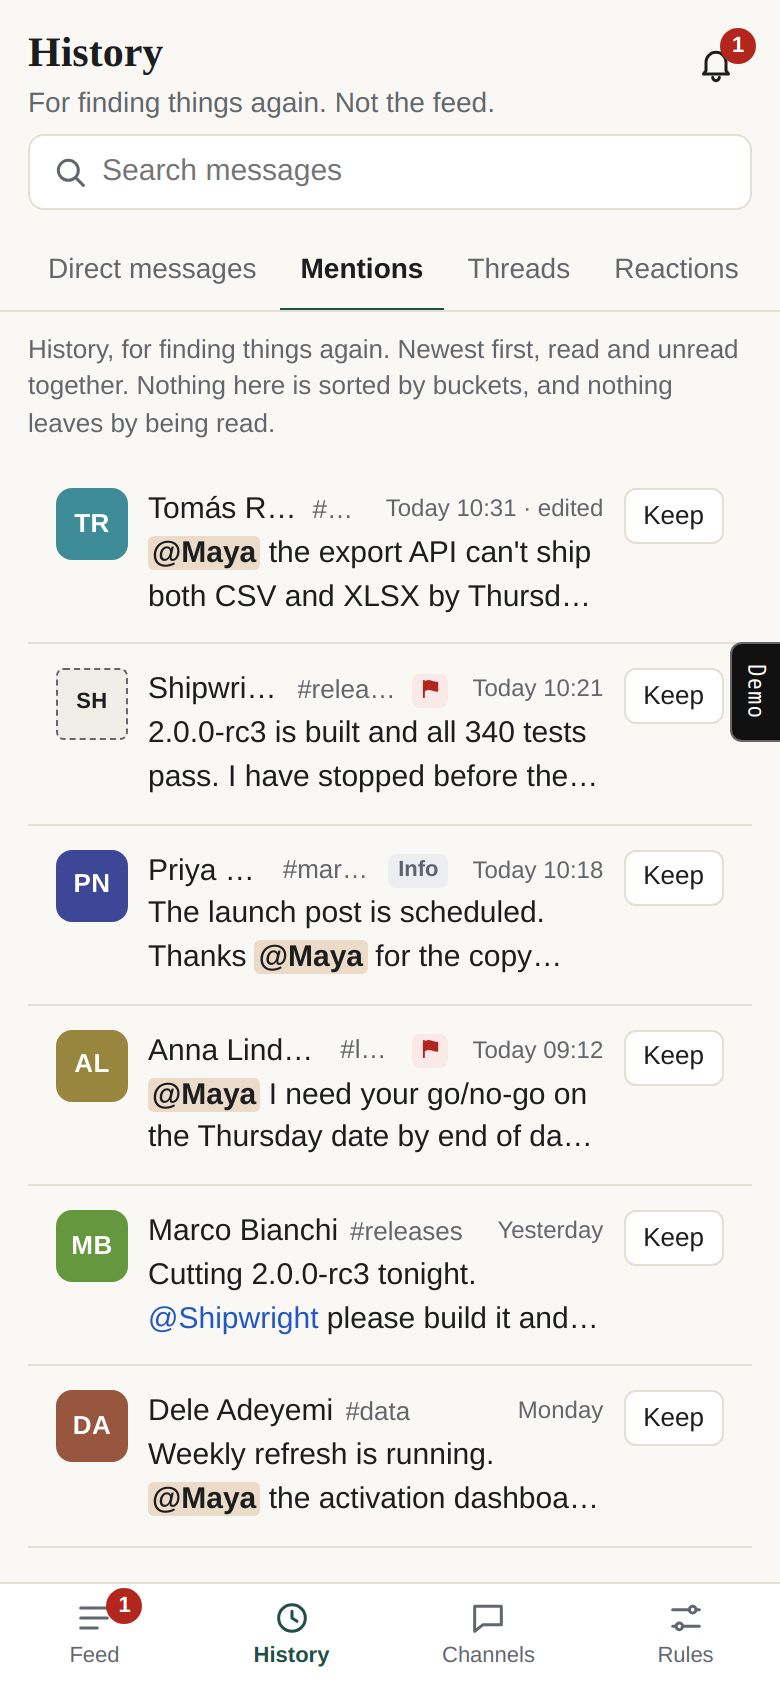 History
1
For finding things again. Not the feed.
Search messages
Direct messages Mentions Threads Reactions
History, for finding things again. Newest first, read and unread
together. Nothing here is sorted by buckets, and nothing
leaves by being read.
TR Tomás R… #… Today 10:31 · edited Keep
@Maya the export API can't ship
both CSV and XLSX by Thursd…
Demo
SH Shipwri… #relea… Today 10:21 Keep
2.0.0-rc3 is built and all 340 tests
pass. I have stopped before the…
PN Priya … #mar… Info Today 10:18 Keep
The launch post is scheduled.
Thanks @Maya for the copy…
AL Anna Lind… #l… Today 09:12 Keep
@Maya I need your go/no-go on
the Thursday date by end of da…
MB Marco Bianchi #releases Yesterday Keep
Cutting 2.0.0-rc3 tonight.
@Shipwright please build it and…
DA Dele Adeyemi #data Monday Keep
Weekly refresh is running.
@Maya the activation dashboa…
1
Feed History Channels Rules